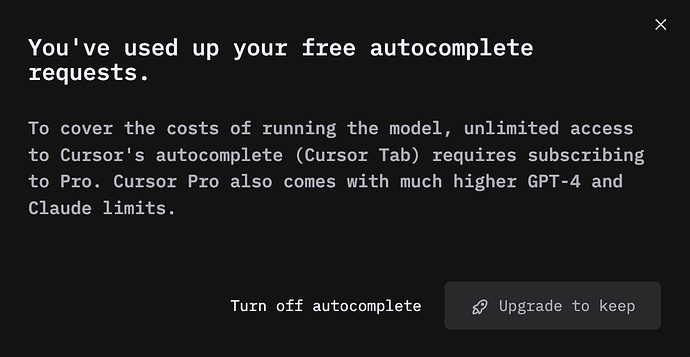 You've used up your free autocomplete
requests.
To cover the costs of running the model, unlimited access
to Cursor's autocomplete (Cursor Tab) requires subscribing
to Pro. Cursor Pro also comes with much higher GPT-4 and
Claude limits.
Turn off autocomplete
Upgrade to keep